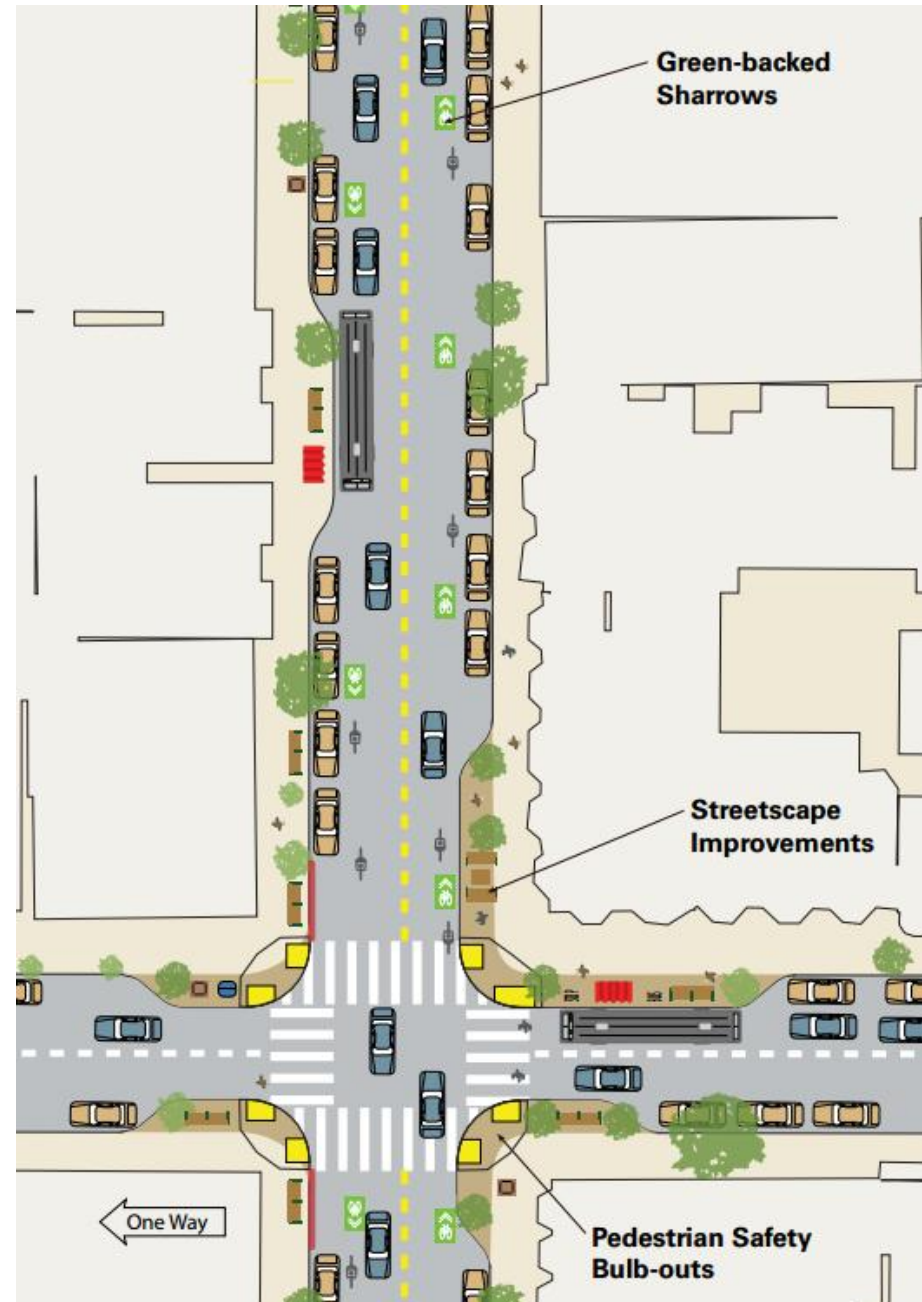 Green-backed
Sharrows
Streetscape
Improvements
One Way
Pedestrian Safety
Bulb-outs